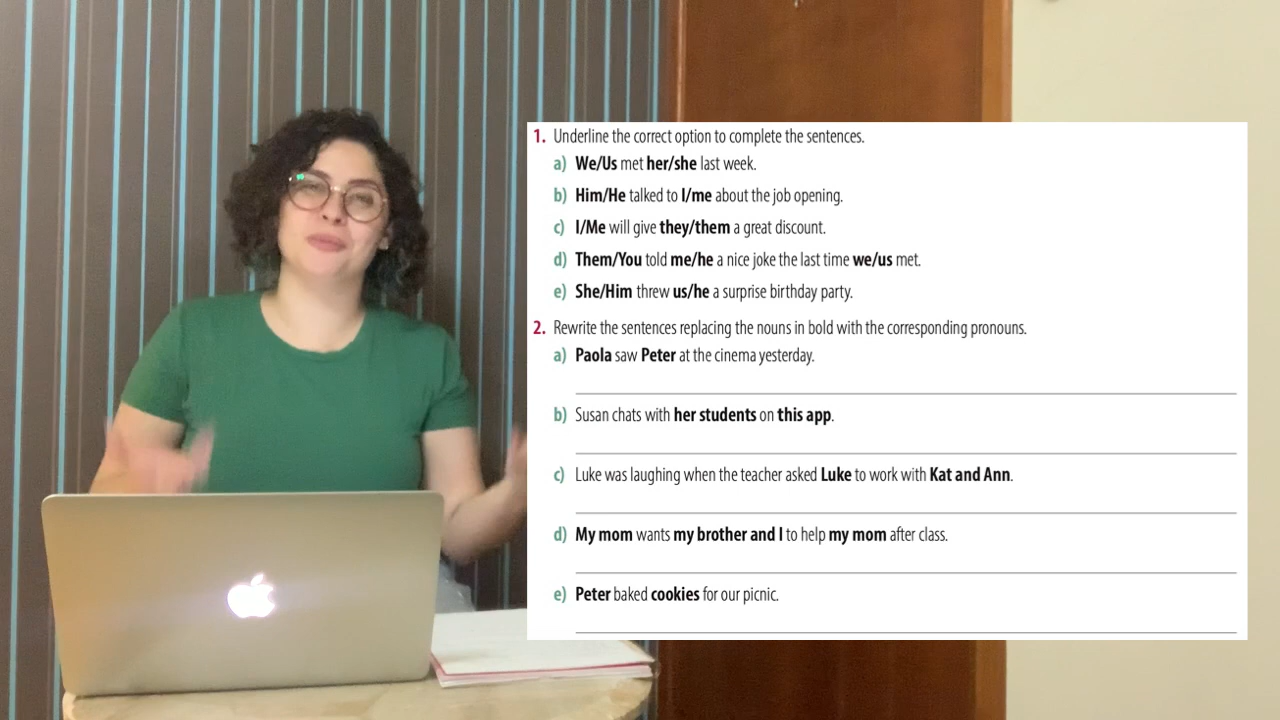 1. Underline the correct option to complete the sentences.
a) We/Us met her/she last week.
b) Him/He talked to I/me about the job opening.
c) I/Me will give they/them a great discount.
d) Them/You told me/he a nice joke the last time we/us met.
e) She/Him threw us/he a surprise birthday party.
2. Rewrite the sentences replacing the nouns in bold with the corresponding pronouns.
a) Paola saw Peter at the cinema yesterday.
b) Susan chats with her students on this app.
c) Luke was laughing when the teacher asked Luke to work with Kat and Ann.
d) My mom wants my brother and I to help my mom after class.
e) Peter baked cookies for our picnic.